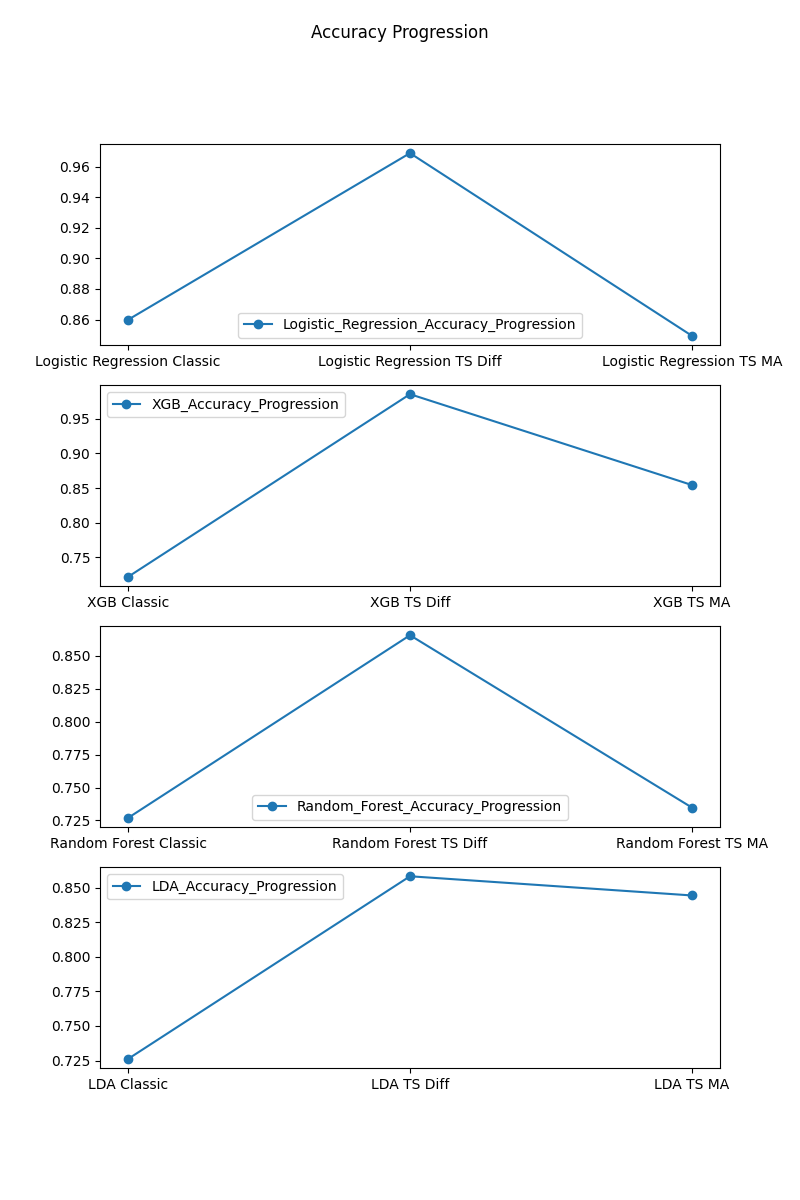 Accuracy Progression
0.96
0.94
0.92
0.90
0.88
0.86
Logistic_Regression_Accuracy_Progression
Logistic Regression Classic
Logistic Regression TS Diff
Logistic Regression TS MA
XGB_Accuracy_Progression
0.95
0.90
0.85
0.80
0.75
XGB Classic
XGB TS Diff
XGB TS MA
0.850
0.825
0.800
0.775
0.750
0.725
Random_Forest_Accuracy_Progression
Random Forest Classic
Random Forest TS Diff
Random Forest TS MA
LDA_Accuracy_Progression
0.850
0.825
0.800
0.775
0.750
0.725
LDA Classic
LDA TS Diff
LDA TS MA